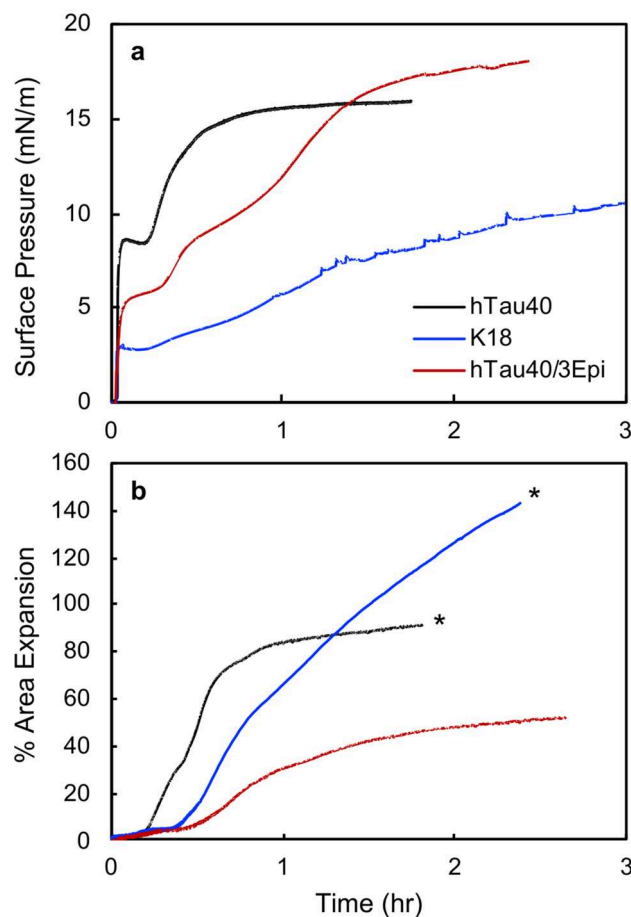 20
a
15
10
5
0
Surface Pressure (mN/m)
hTau40
K18
hTau40/3Epi
0 1 2 3
160
b
140
120
100
80
60
40
20
0
% Area Expansion
*
*
0 1 2 3
Time (hr)